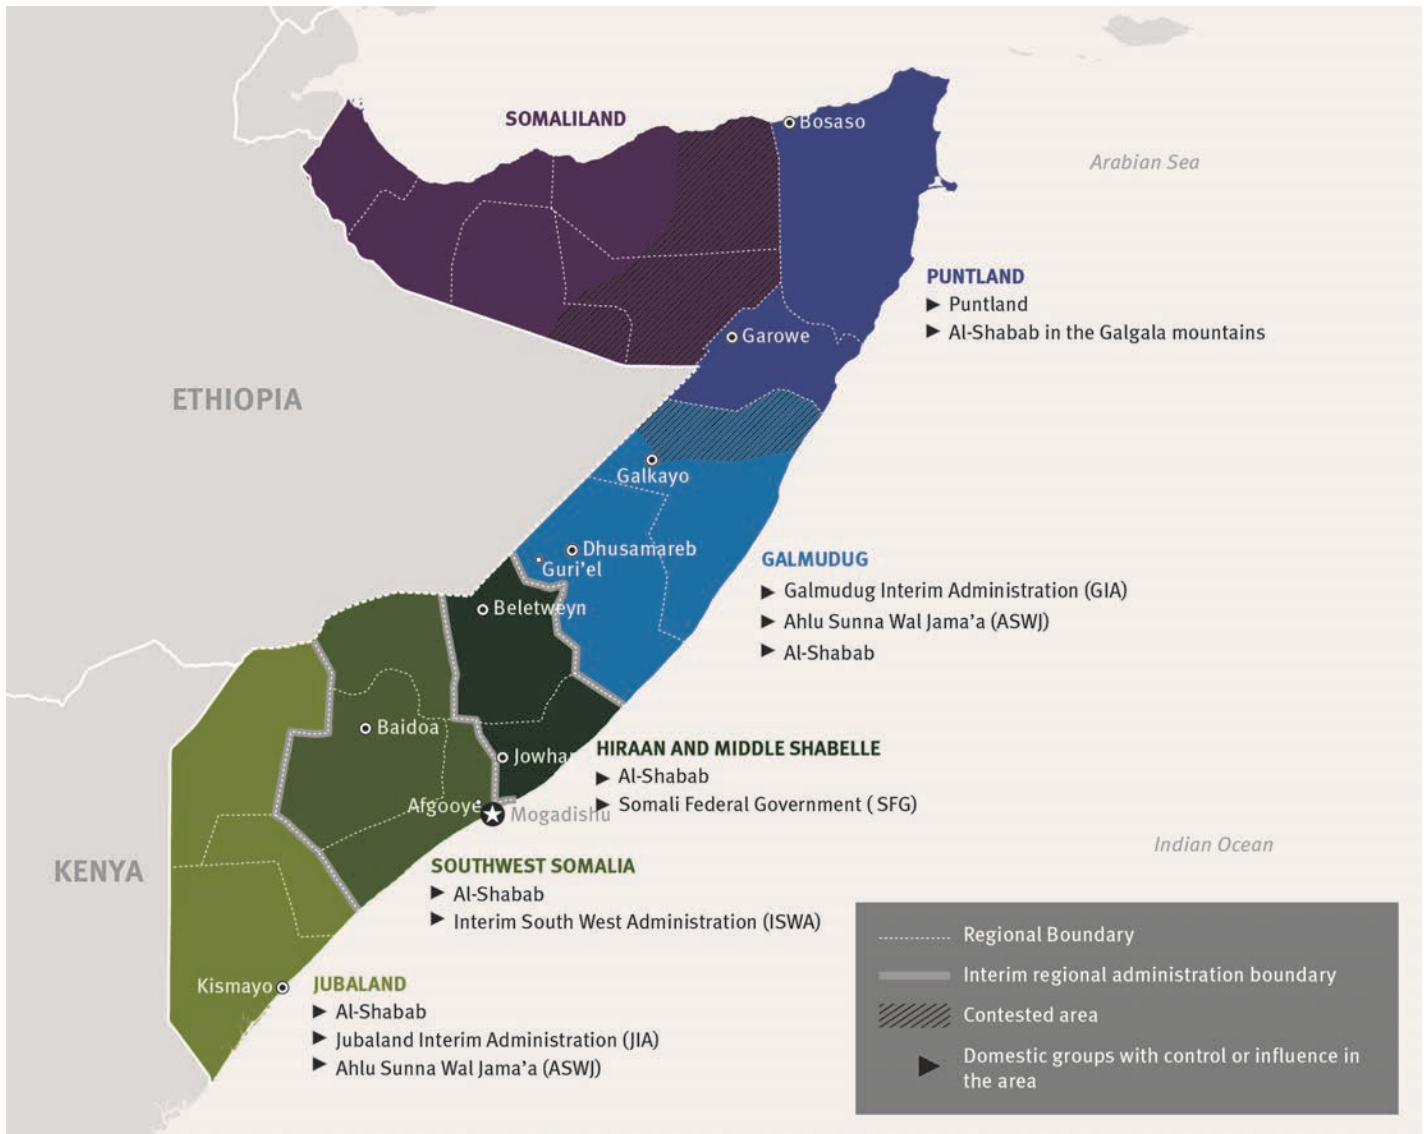 SOMALILAND
Bosaso
Arabian Sea
PUNTLAND
Puntland
Al-Shabab in the Galgala mountains
Garowe
ETHIOPIA
Galkayo
Dhusamareb
Guri’el
GALMUDUG
Galmudug Interim Administration (GIA)
Ahlu Sunna Wal Jama’a (ASWJ)
Al-Shabab
Beletweyn
Baidoa
Jowhar
HIRAAN AND MIDDLE SHABELLE
Al-Shabab
Somali Federal Government ( SFG)
Afgooye
Mogadishu
Indian Ocean
KENYA
SOUTHWEST SOMALIA
Al-Shabab
Interim South West Administration (ISWA)
Kismayo
JUBALAND
Al-Shabab
Jubaland Interim Administration (JIA)
Ahlu Sunna Wal Jama’a (ASWJ)
Regional Boundary
Interim regional administration boundary
Contested area
Domestic groups with control or influence in
the area